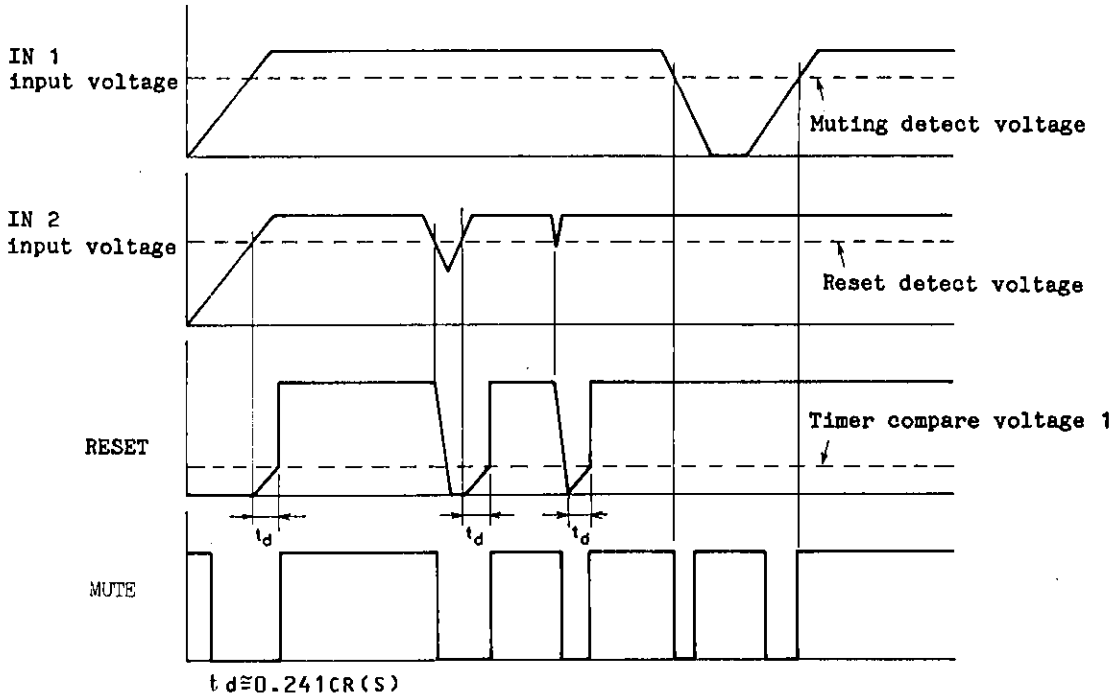 IN 1
input voltage
Muting detect voltage
IN 2
input voltage
Reset detect voltage
Timer compare voltage 1
RESET
td
td
td
MUTE
td≅0.241CR(S)